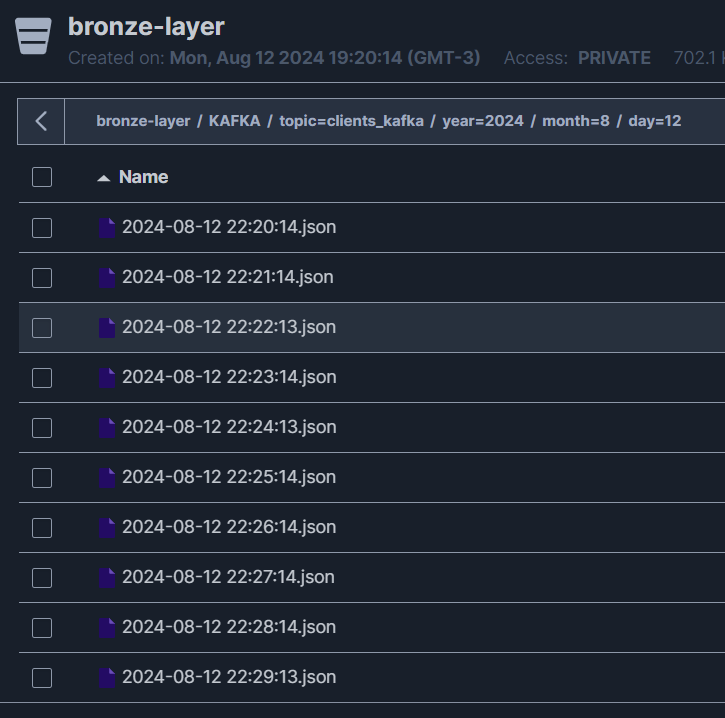 bronze-layer
Created on: Mon, Aug 12 2024 19:20:14 (GMT-3) Access: PRIVATE 702.1
bronze-layer / KAFKA / topic=clients_kafka / year=2024 / month=8 / day=12
Name
2024-08-12 22:20:14.json
2024-08-12 22:21:14.json
2024-08-12 22:22:13.json
2024-08-12 22:23:14.json
2024-08-12 22:24:13.json
2024-08-12 22:25:14.json
2024-08-12 22:26:14.json
2024-08-12 22:27:14.json
2024-08-12 22:28:14.json
2024-08-12 22:29:13.json